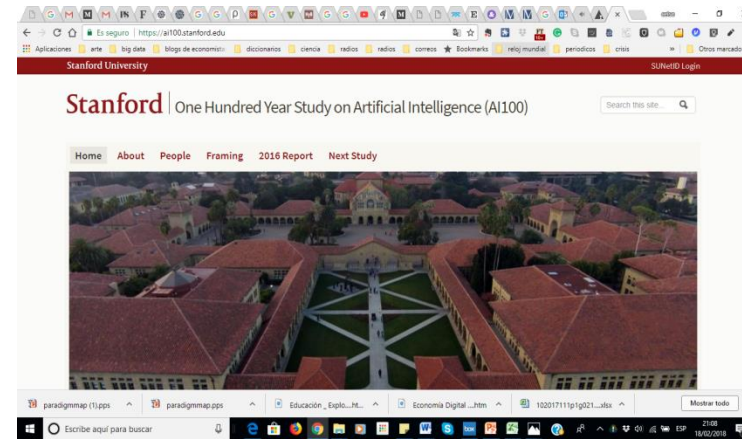 Es seguro | https://ai100.stanford.edu
Aplicaciones arte big data blogs de economista diccionarios ciencia radios radios correos Bookmarks reloj mundial periodicos crisis » Otros marcado
Stanford University SUNetID Login
Stanford One Hundred Year Study on Artificial Intelligence (AI100) Search this site...
Home About People Framing 2016 Report Next Study
paradigmmap (1).pps paradigmmap.pps Educación _ Explo....ht... Economía Digital ....htm 102017111p1g021....xlsx Mostrar todo
Escribe aquí para buscar ESP 21:08
18/02/2018